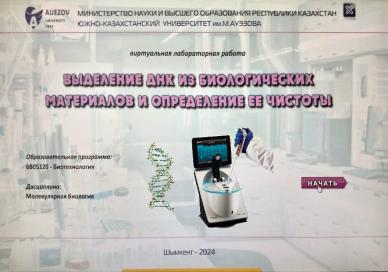 AUEZOV
UNIVERSITY
1943
МИНИСТЕРСТВО НАУКИ И ВЫСШЕГО ОБРАЗОВАНИЯ РЕСПУБЛИКИ КАЗАХСТАН
ЮЖНО-КАЗАХСТАНСКИЙ УНИВЕРСИТЕТ им.М.АУЭЗОВА
виртуальная лабораторная работа
ВЫДЕЛЕНИЕ ДНК ИЗ БИОЛОГИЧЕСКИХ
МАТЕРИАЛОВ И ОПРЕДЕЛЕНИЕ ЕЕ ЧИСТОТЫ
Образовательная программа:
6В05120 - Биотехнология
Дисциплина:
Молекулярная биология
НАЧАТЬ
Шымкент - 2024